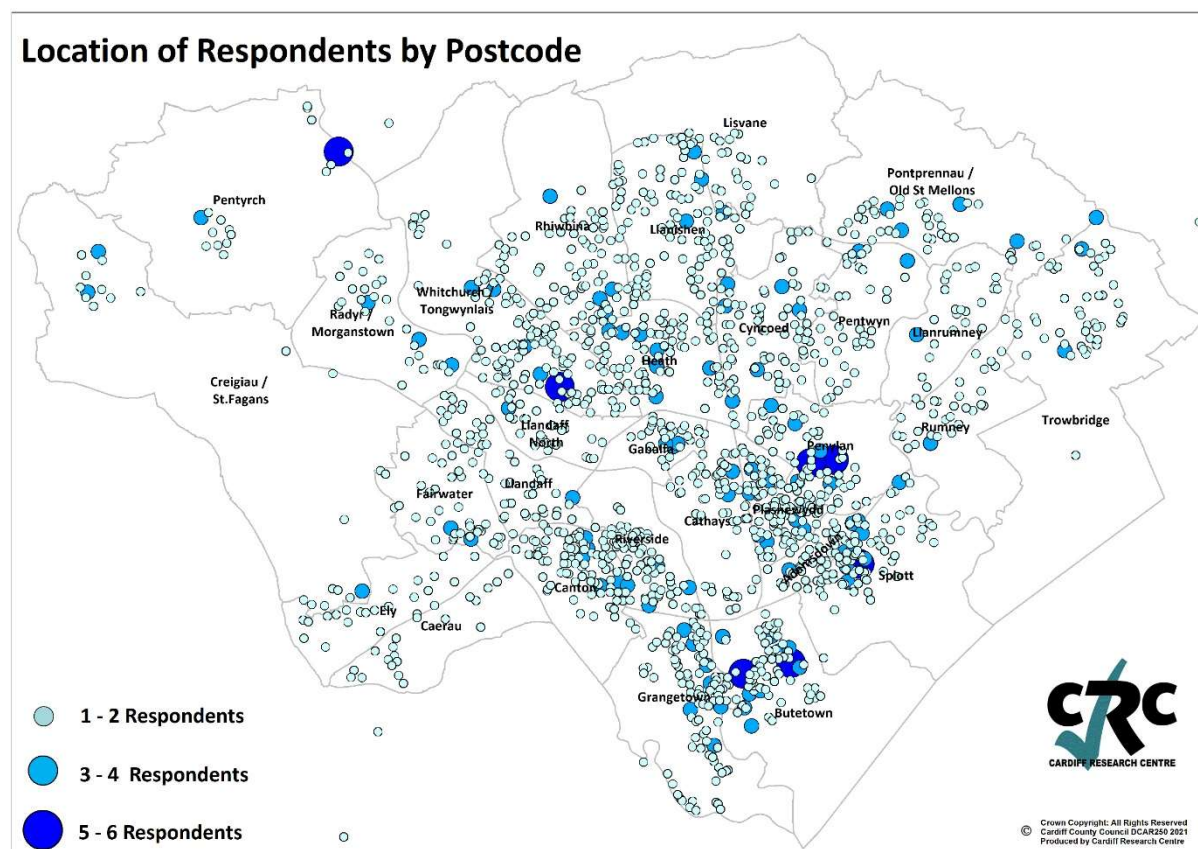 Location of Respondents by Postcode
Lisvane
Pontprennau /
Old St Mellons
Pentyrch
Rhiwbina
Llanishen
Whitchurch /
Tongwynlais
Radyr /
Morganstown
Cyncoed
Pentwyn
Llanrumney
Heath
Creigiau /
St.Fagans
Trowbridge
Llandaff
North
Rumney
Gabalfa
Penylan
Llandaff
Fairwater
Plasnewydd
Cathays
Riverside
Adamsdown
Splott
Canton
Ely
Caerau
Grangetown
Butetown
1 - 2 Respondents
3 - 4 Respondents
5 - 6 Respondents
CRC
CARDIFF RESEARCH CENTRE
© Crown Copyright: All Rights Reserved
Cardiff County Council DCAR250 2021
Produced by Cardiff Research Centre